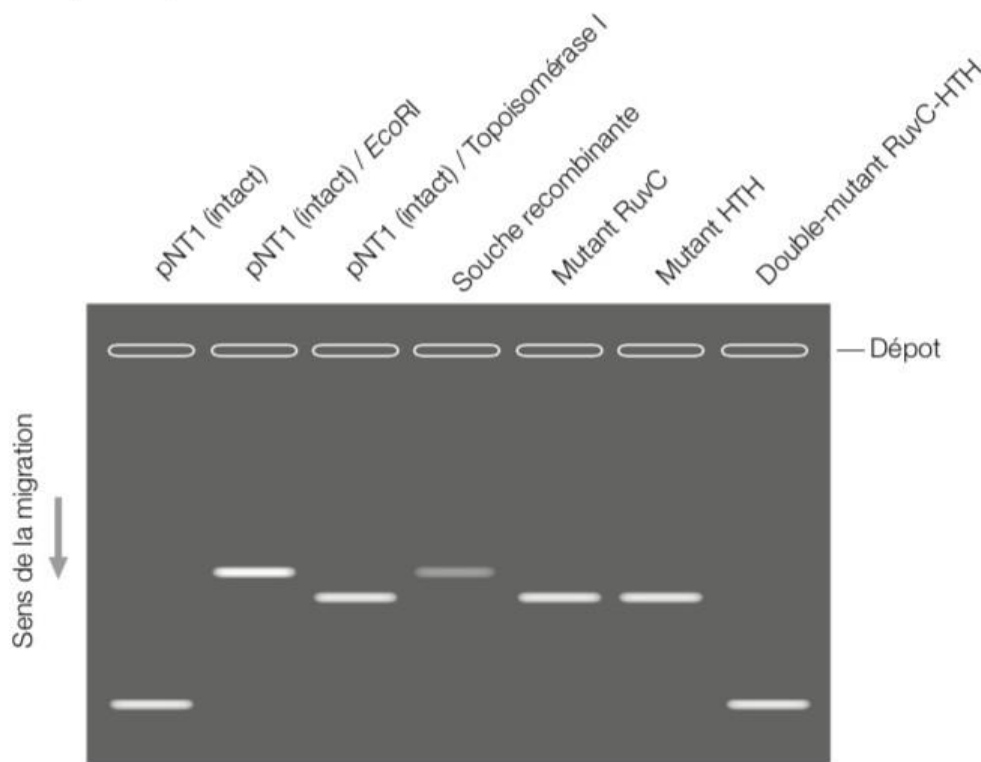 pNT1 (intact)
pNT1 (intact) / EcoRI
pNT1 (intact) / Topoisomérase I
Souche recombinante
Mutant RuvC
Mutant HTH
Double-mutant RuvC-HTH
Dépot
Sens de la migration